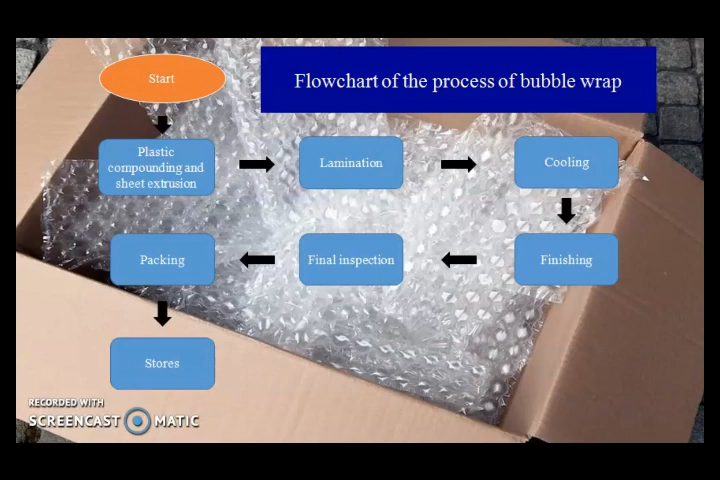 Start
Flowchart of the process of bubble wrap
Plastic
compounding and
sheet extrusion
Lamination
Cooling
Packing
Final inspection
Finishing
Stores
RECORDED WITH
SCREENCAST MATIC